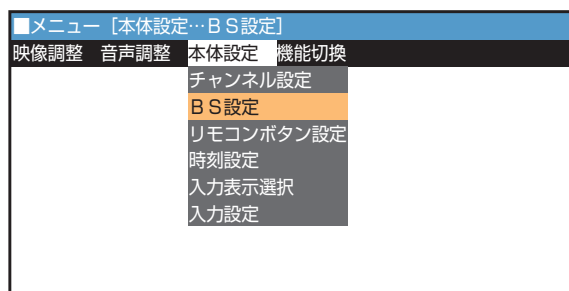 ■メニュー [本体設定…ＢＳ設定]
映像調整 音声調整 本体設定 機能切換
チャンネル設定
ＢＳ設定
リモコンボタン設定
時刻設定
入力表示選択
入力設定